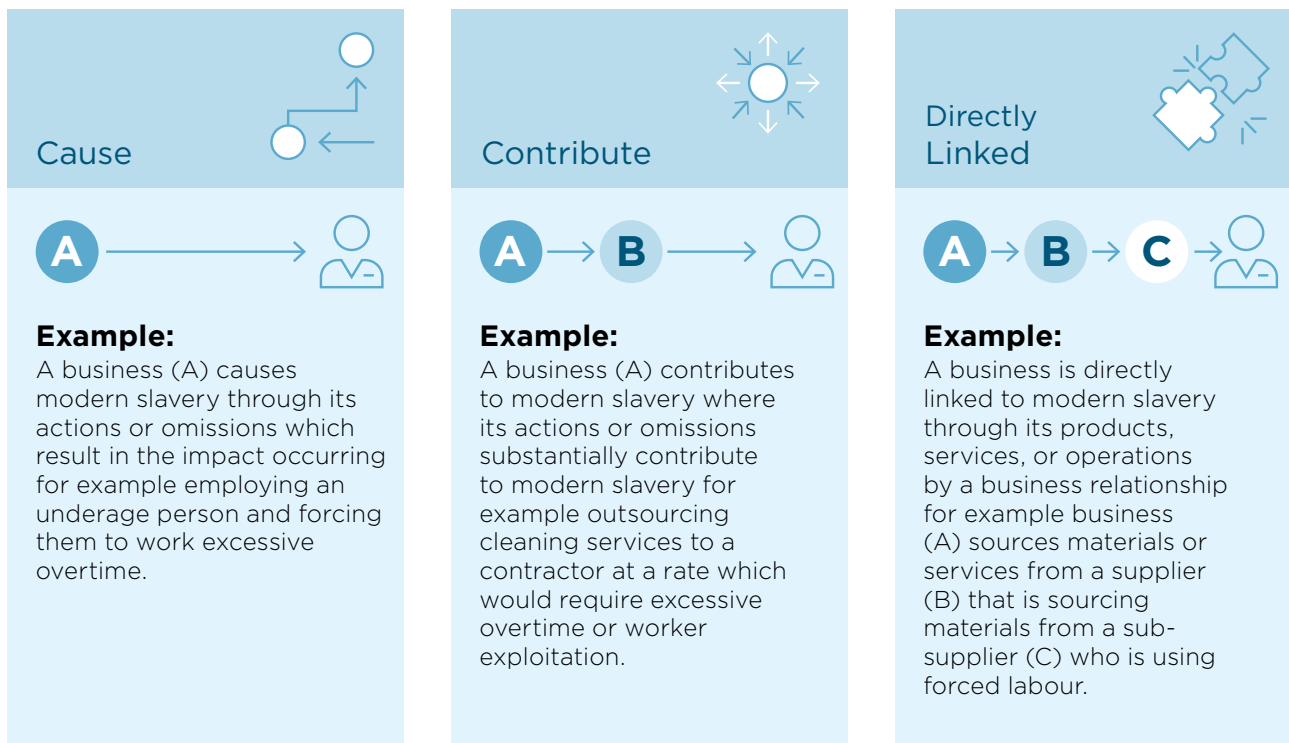 Cause
A
Example:
A business (A) causes
modern slavery through its
actions or omissions which
result in the impact occurring
for example employing an
underage person and forcing
them to work excessive
overtime.
Contribute
A B
Example:
A business (A) contributes
to modern slavery where
its actions or omissions
substantially contribute
to modern slavery for
example outsourcing
cleaning services to a
contractor at a rate which
would require excessive
overtime or worker
exploitation.
Directly
Linked
A B C
Example:
A business is directly
linked to modern slavery
through its products,
services, or operations
by a business relationship
for example business
(A) sources materials or
services from a supplier
(B) that is sourcing
materials from a sub-
supplier (C) who is using
forced labour.